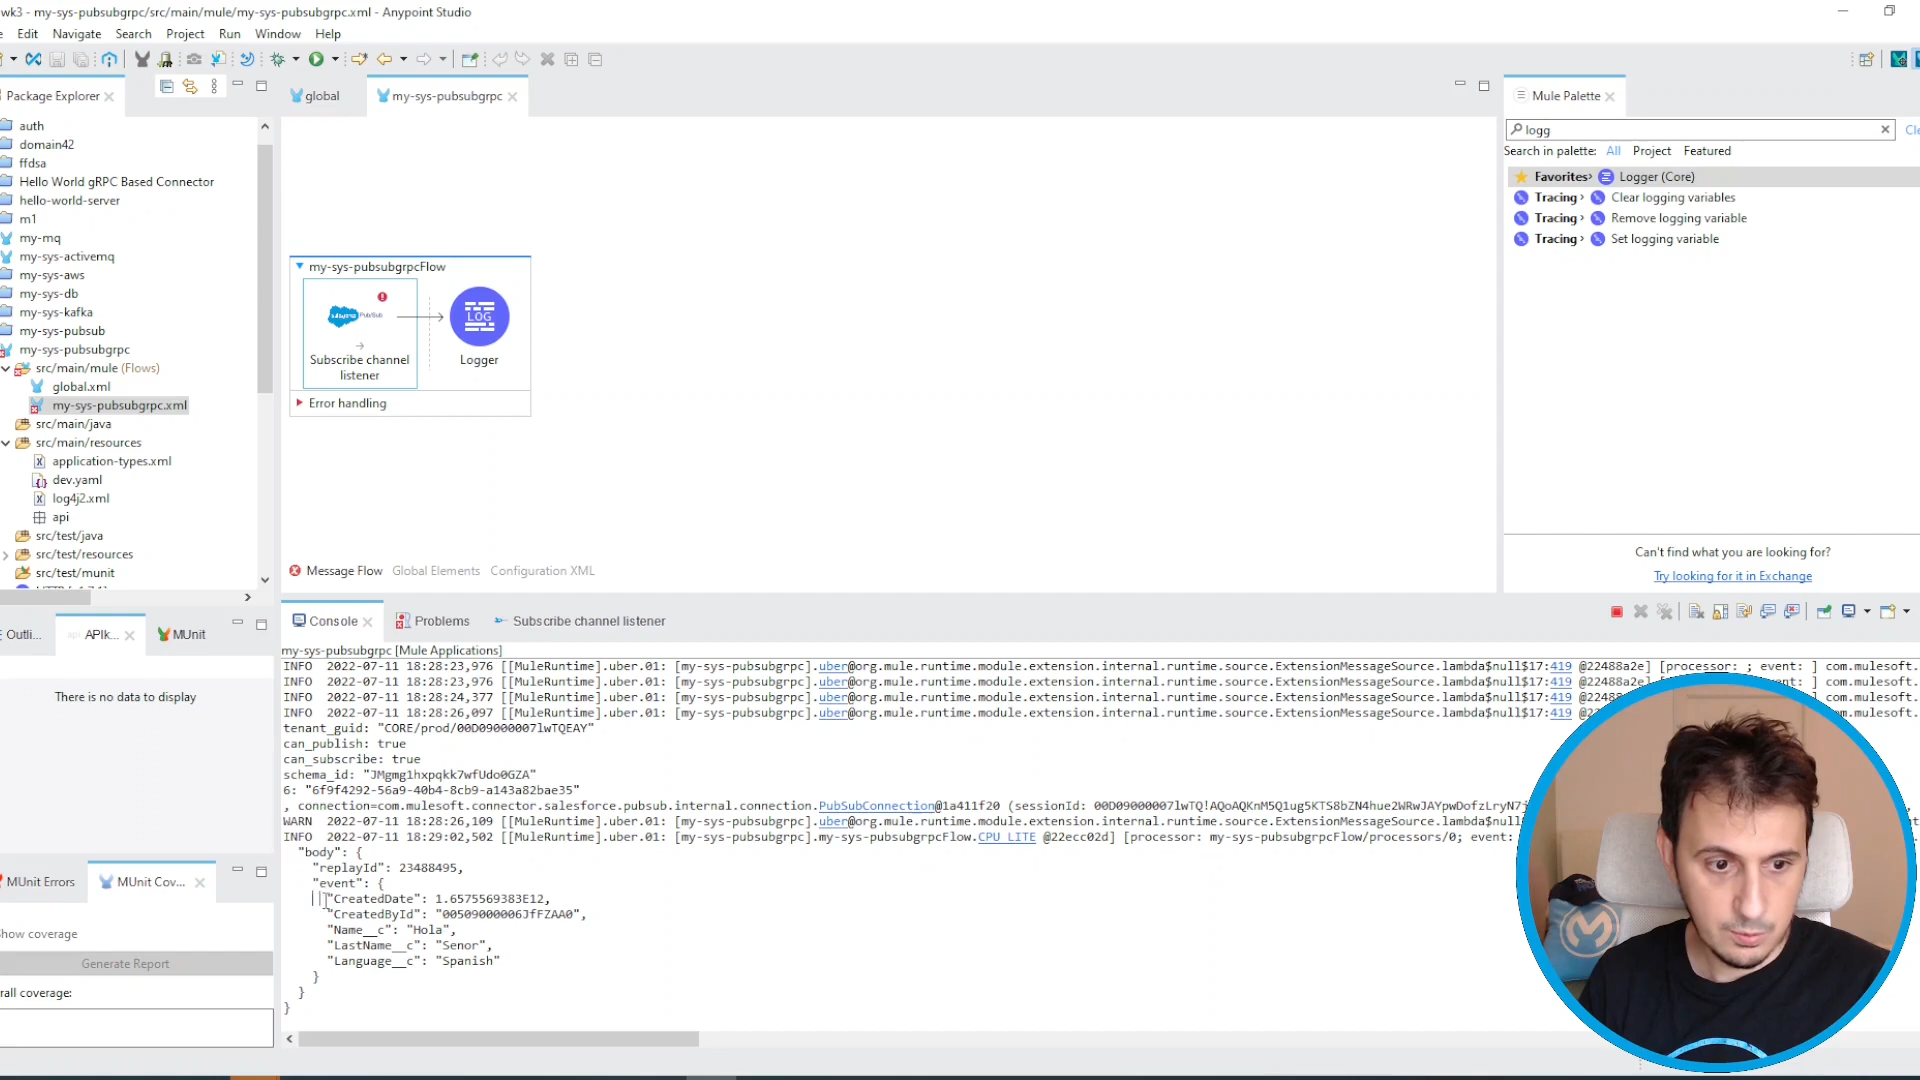 wk3 - my-sys-pubsubgrpc/src/main/mule/my-sys-pubsubgrpc.xml - Anypoint Studio
Edit Navigate Search Project Run Window Help
Package Explorer
auth
domain42
ffdsa
Hello World gRPC Based Connector
hello-world-server
m1
my-mq
my-sys-activemq
my-sys-aws
my-sys-db
my-sys-kafka
my-sys-pubsub
my-sys-pubsubgrpc
src/main/mule (Flows)
global.xml
my-sys-pubsubgrpc.xml
src/main/java
src/main/resources
application-types.xml
dev.yaml
log4j2.xml
api
src/test/java
src/test/resources
src/test/munit
global my-sys-pubsubgrpc
my-sys-pubsubgrpcFlow
LOG
Subscribe channel listener
Logger
Error handling
Message Flow Global Elements Configuration XML
Mule Palette
logg
Search in palette: All Project Featured
Favorites Logger (Core)
Tracing Clear logging variables
Tracing Remove logging variable
Tracing Set logging variable
Can't find what you are looking for?
Try looking for it in Exchange
Outli... APIk... MUnit
There is no data to display
MUnit Errors MUnit Cov...
how coverage
Generate Report
rall coverage:
Console Problems Subscribe channel listener
my-sys-pubsubgrpc [Mule Applications]
INFO 2022-07-11 18:28:23,976 [[MuleRuntime].uber.01: [my-sys-pubsubgrpc].uber@org.mule.runtime.module.extension.internal.runtime.source.ExtensionMessageSource.lambda$null$17:419 @22488a2e] [processor: ; event: ] com.mulesoft.
INFO 2022-07-11 18:28:23,976 [[MuleRuntime].uber.01: [my-sys-pubsubgrpc].uber@org.mule.runtime.module.extension.internal.runtime.source.ExtensionMessageSource.lambda$null$17:419 @22488a2e] vent: ] com.mulesoft.
INFO 2022-07-11 18:28:24,377 [[MuleRuntime].uber.01: [my-sys-pubsubgrpc].uber@org.mule.runtime.module.extension.internal.runtime.source.ExtensionMessageSource.lambda$null$17:419 @22488 m.mulesoft.
INFO 2022-07-11 18:28:26,097 [[MuleRuntime].uber.01: [my-sys-pubsubgrpc].uber@org.mule.runtime.module.extension.internal.runtime.source.ExtensionMessageSource.lambda$null$17:419 @22 mulesoft.
tenant_guid: "CORE/prod/00D09000007lwTQEAY"
can_publish: true
can_subscribe: true
schema_id: "JMgmg1hxpqkk7wfUdo0GZA"
6: "6f9f4292-56a9-40b4-8cb9-a143a82bae35"
, connection=com.mulesoft.connector.salesforce.pubsub.internal.connection.PubSubConnection@1a411f20 (sessionId: 00D09000007lwTQ!AQoAQKnM5Q1ug5KTS8bZN4hue2WRwJAYpwDofzLryN7
WARN 2022-07-11 18:28:26,109 [[MuleRuntime].uber.01: [my-sys-pubsubgrpc].uber@org.mule.runtime.module.extension.internal.runtime.source.ExtensionMessageSource.lambda$null
INFO 2022-07-11 18:29:02,502 [[MuleRuntime].uber.01: [my-sys-pubsubgrpc].my-sys-pubsubgrpcFlow.CPU_LITE @22ecc02d] [processor: my-sys-pubsubgrpcFlow/processors/0; event:
"body": {
"replayId": 23488495,
"event": {
"CreatedDate": 1.6575569383E12,
"CreatedById": "00509000006JfFZAA0",
"Name__c": "Hola",
"LastName__c": "Senor",
"Language__c": "Spanish"
}
}
}